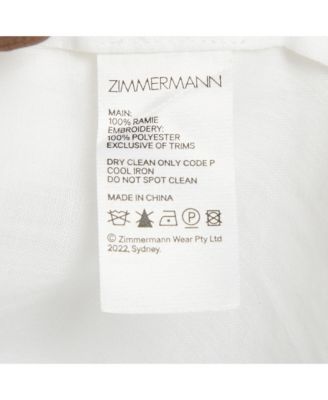 ZIMMERMANN
MAIN:
100% RAMIE
EMBROIDERY:
100% POLYESTER
EXCLUSIVE OF TRIMS
DRY CLEAN ONLY CODE P
COOL IRON
DO NOT SPOT CLEAN
MADE IN CHINA
P
© Zimmermann Wear Pty Ltd
2022, Sydney.